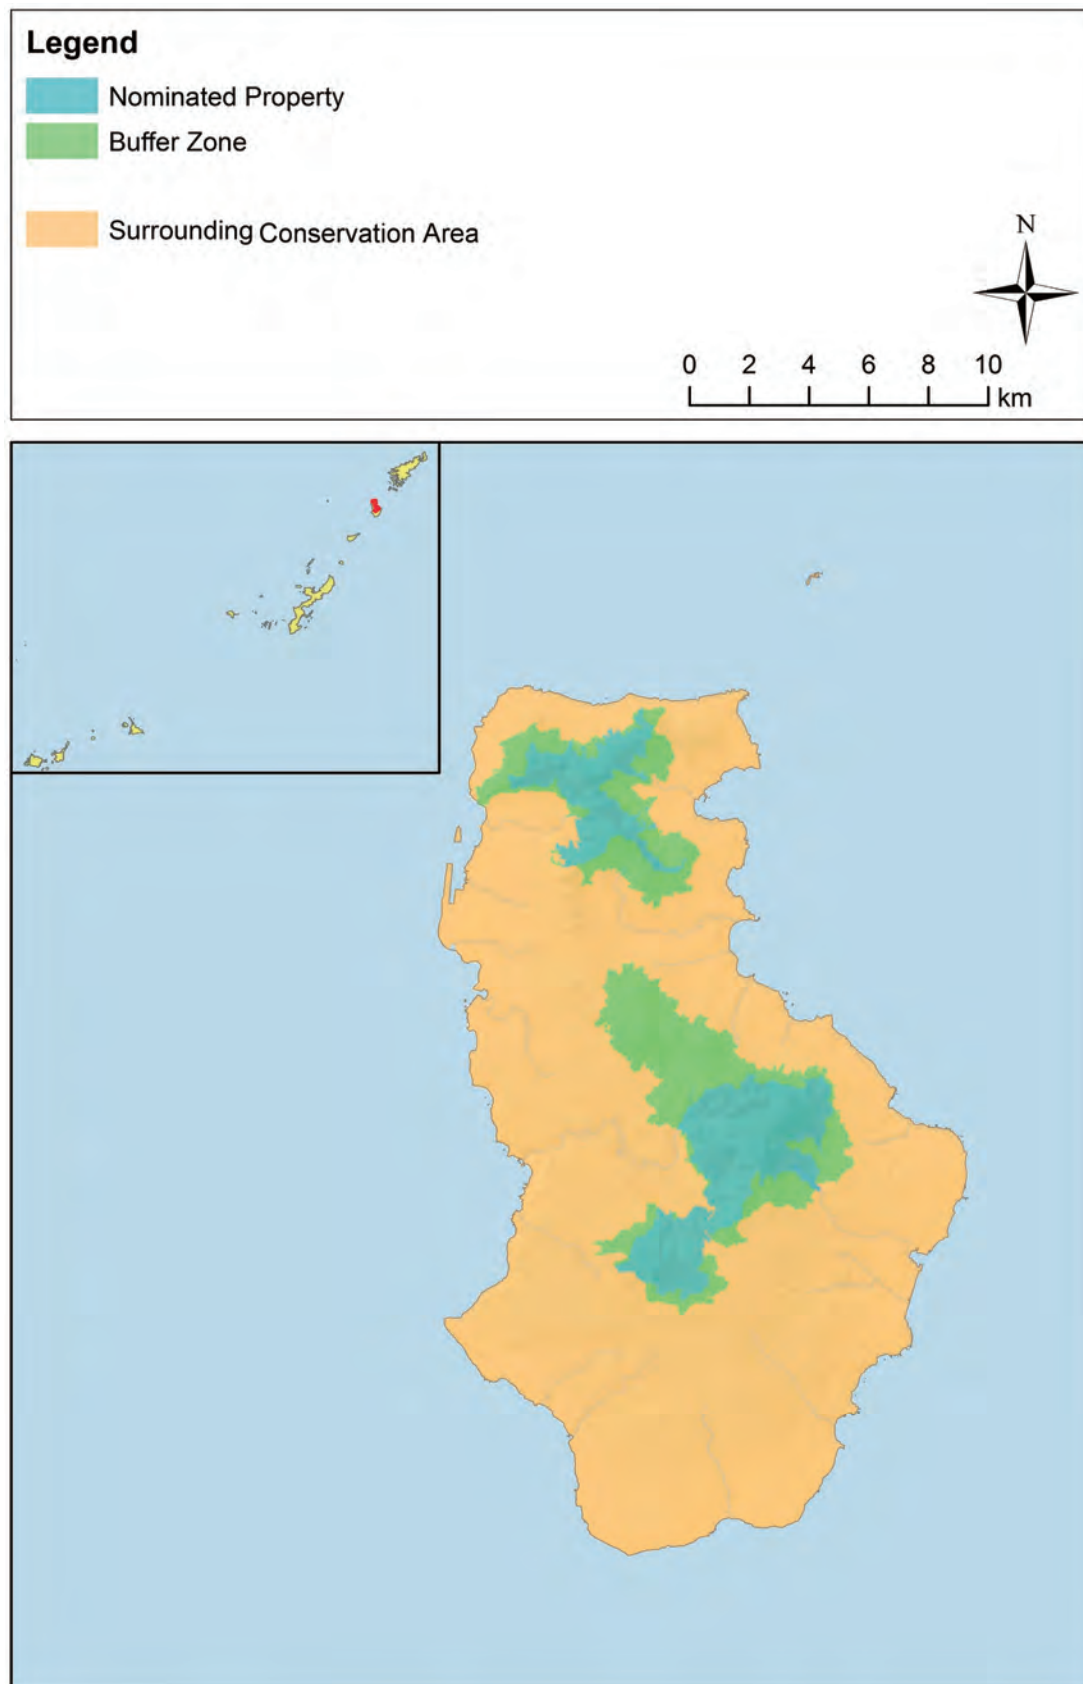 Legend
Nominated Property
Buffer Zone
Surrounding Conservation Area
N
0 2 4 6 8 10
km